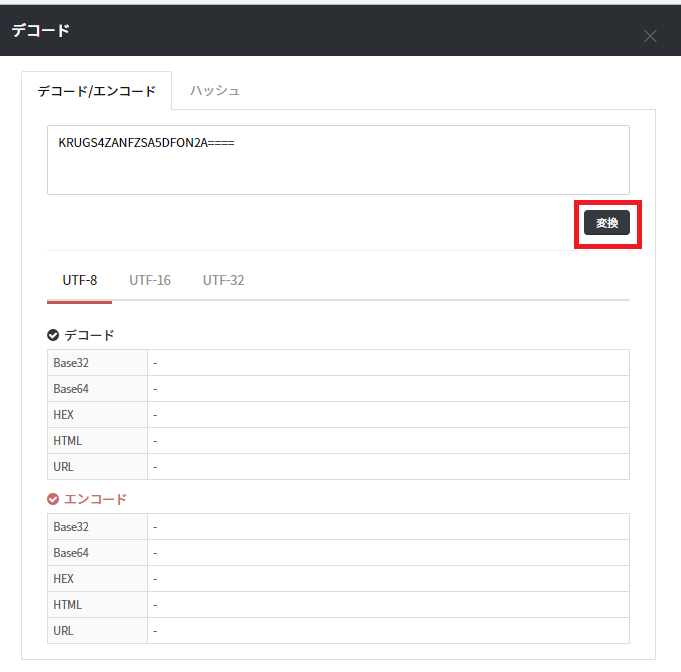 デコード
デコード/エンコード ハッシュ
KRUGS4ZANFZSA5DFON2A====
変換
UTF-8 UTF-16 UTF-32
デコード
Base32 -
Base64 -
HEX -
HTML -
URL -
エンコード
Base32 -
Base64 -
HEX -
HTML -
URL -